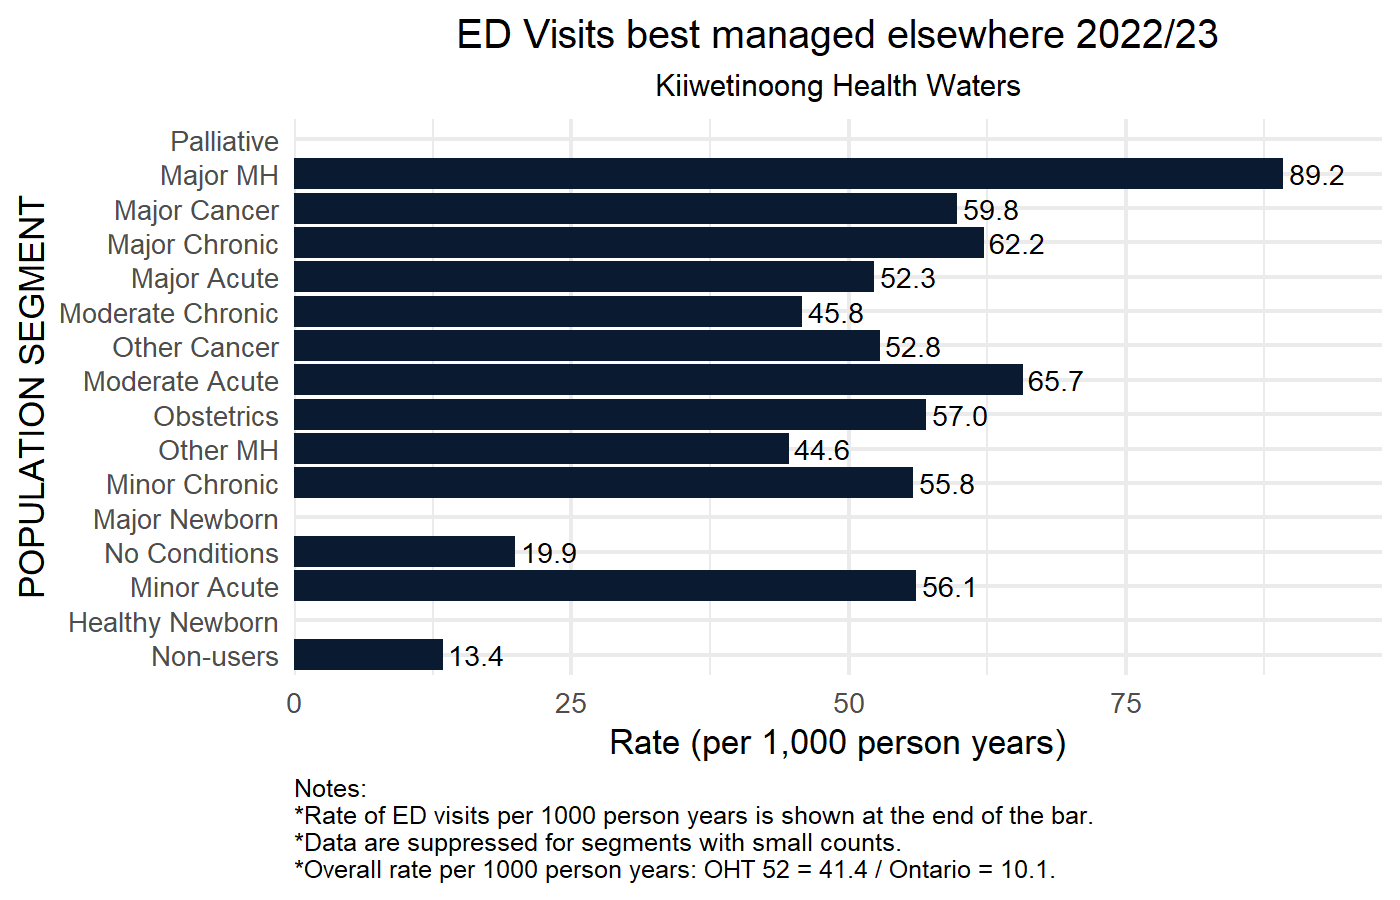 ED Visits best managed elsewhere 2022/23
Kiiwetinoong Health Waters
POPULATION SEGMENT
Palliative
Major MH 89.2
Major Cancer 59.8
Major Chronic 62.2
Major Acute 52.3
Moderate Chronic 45.8
Other Cancer 52.8
Moderate Acute 65.7
Obstetrics 57.0
Other MH 44.6
Minor Chronic 55.8
Major Newborn
No Conditions 19.9
Minor Acute 56.1
Healthy Newborn
Non-users 13.4
0 25 50 75
Rate (per 1,000 person years)
Notes:
*Rate of ED visits per 1000 person years is shown at the end of the bar.
*Data are suppressed for segments with small counts.
*Overall rate per 1000 person years: OHT 52 = 41.4 / Ontario = 10.1.